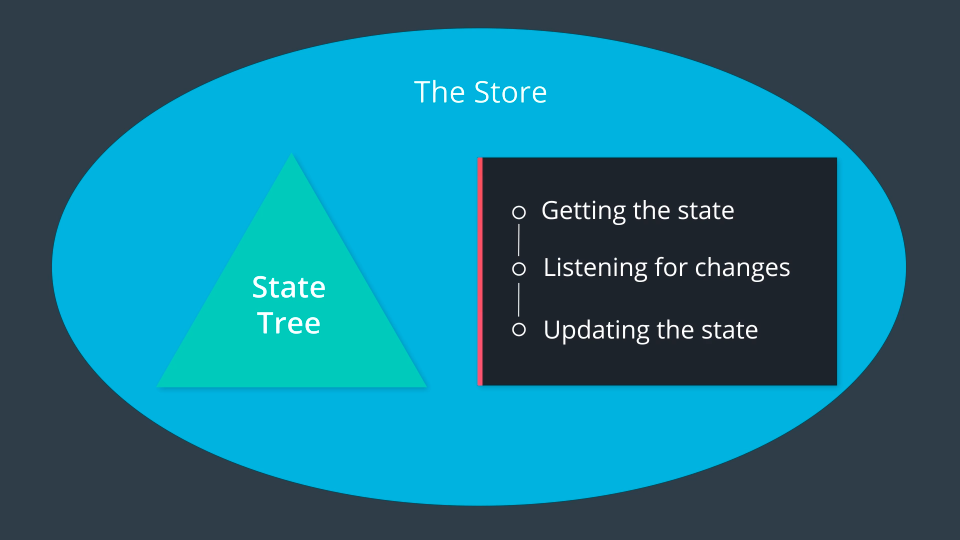 The Store
State
Tree
Getting the state
Listening for changes
Updating the state